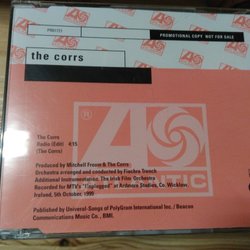 PROMOTIONAL COPY NOT FOR SALE
the corrs
The Corrs
Radio (Edit) 4:15
(The Corrs)
Produced by Mitchell Froom & The Corrs
Orchestra arranged and conducted by Fiachra Trench
Additional Instrumentation: The Irish Film Orchestra
Recorded for MTV's "Unplugged" at Ardmore Studios, Co. Wicklow,
Ireland, 5th October, 1999
Published by Universal-Songs of PolyGram International Inc./ Beacon
Communications Music Co., BMI.